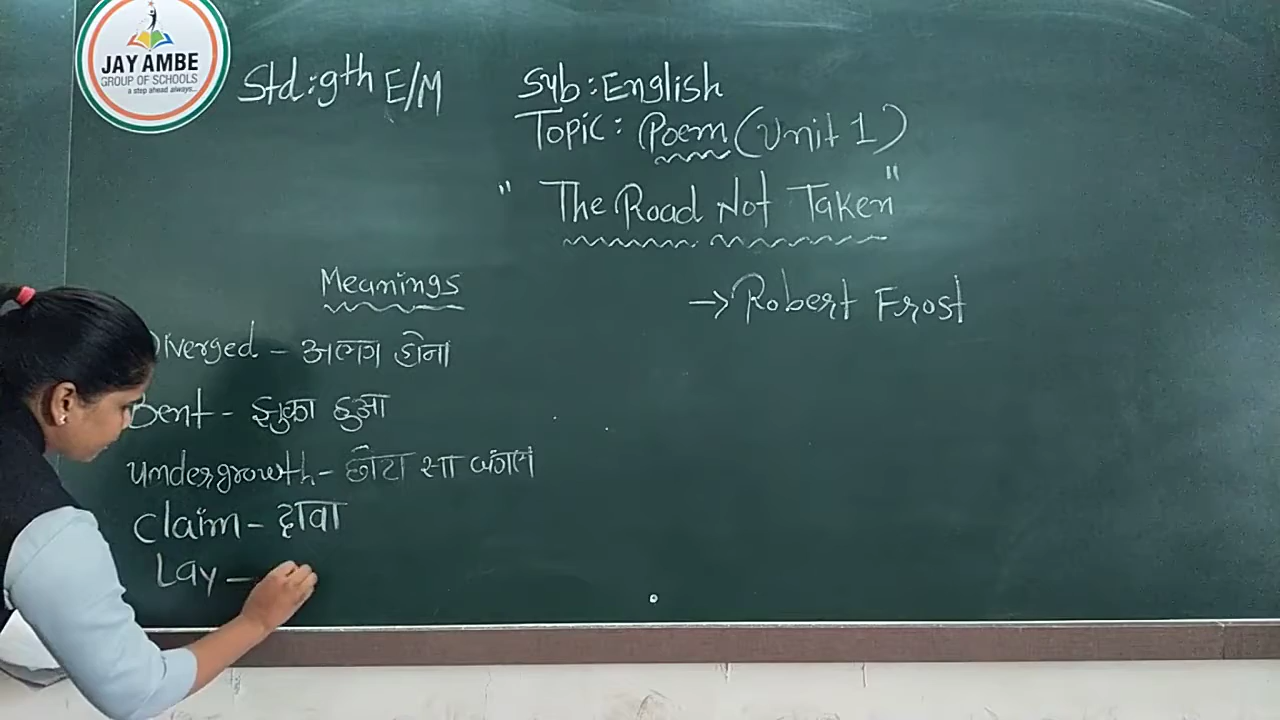 JAY AMBE
GROUP OF SCHOOLS
a step ahead always...
Std:9th E/M
Sub:English
Topic: Poem (Unit 1)
"The Road Not Taken"
Meanings
→ Robert Frost
Diverged - अलग होना
Bent - झुका हुआ
undergrowth - छोटा सा जंगल
Claim - दावा
Lay -